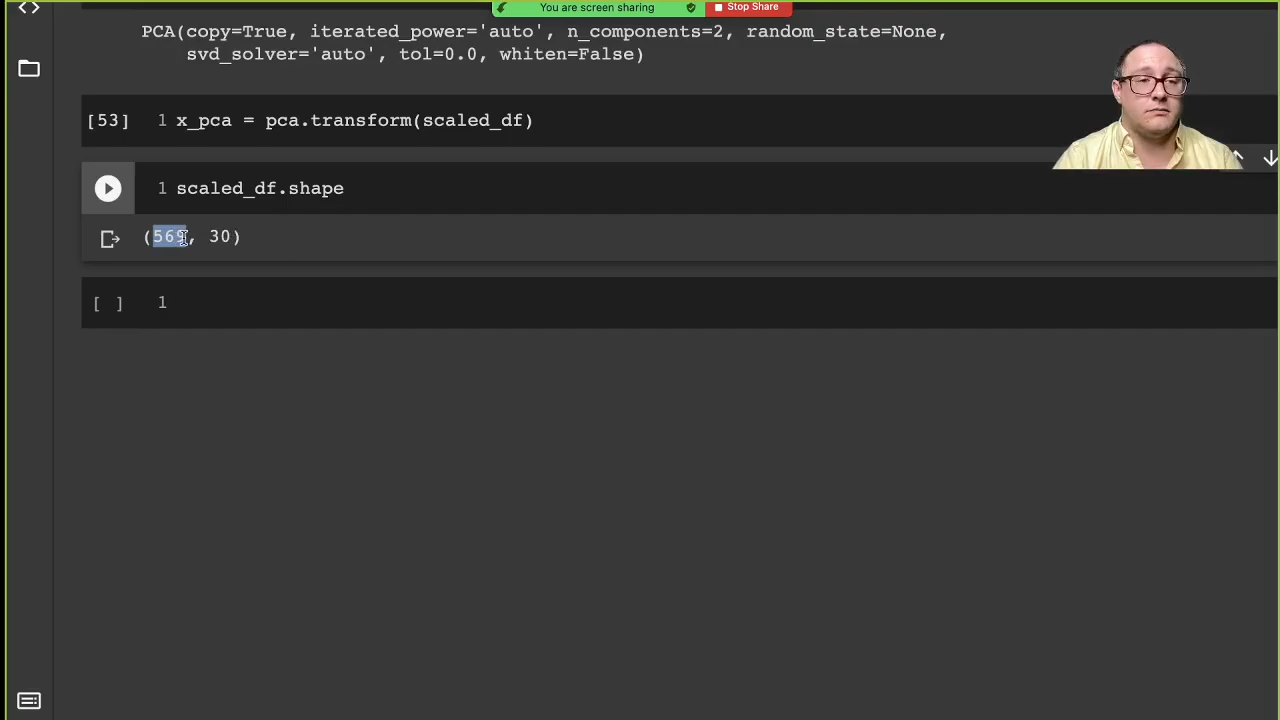 You are screen sharing
Stop Share
PCA(copy=True, iterated_power='auto', n_components=2, random_state=None,
svd_solver='auto', tol=0.0, whiten=False)
[53] 1 x_pca = pca.transform(scaled_df)
1 scaled_df.shape
(569, 30)
[ ] 1